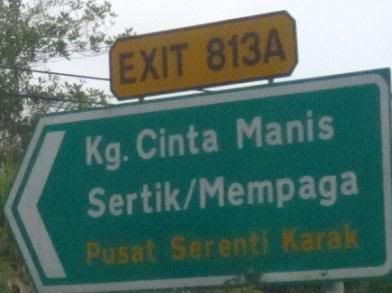 EXIT 813A
Kg. Cinta Manis
Sertik/Mempaga
Pusat Serenti Karak